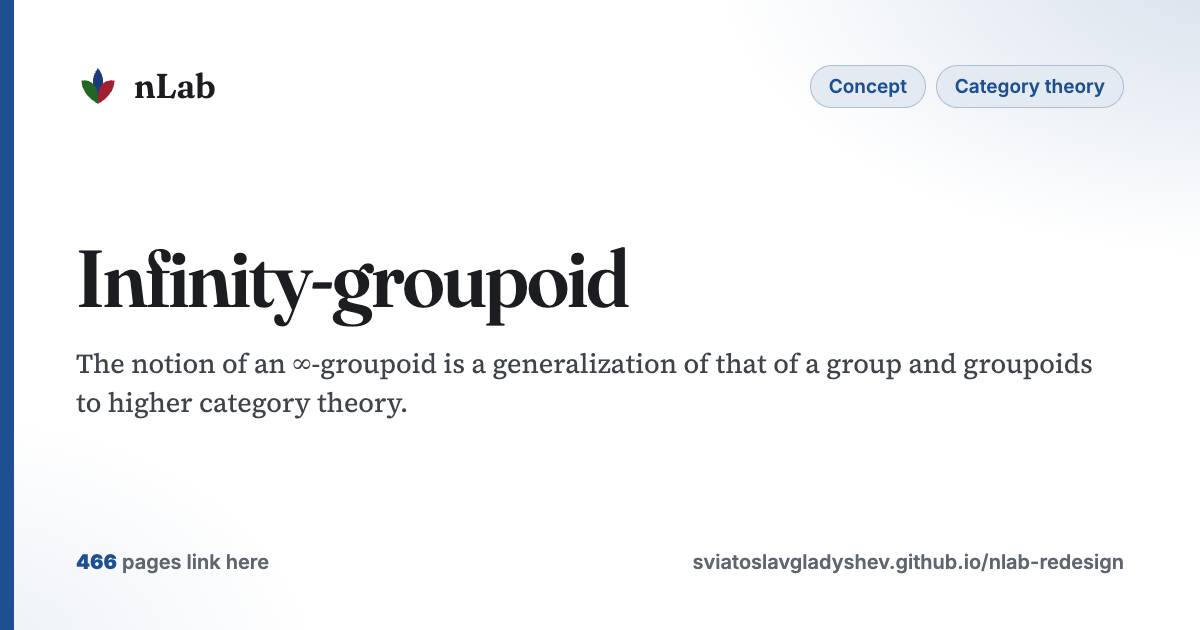 nLab
Concept
Category theory
Infinity-groupoid
The notion of an ∞-groupoid is a generalization of that of a group and groupoids
to higher category theory.
466 pages link here
sviatoslavgladyshev.github.io/nlab-redesign